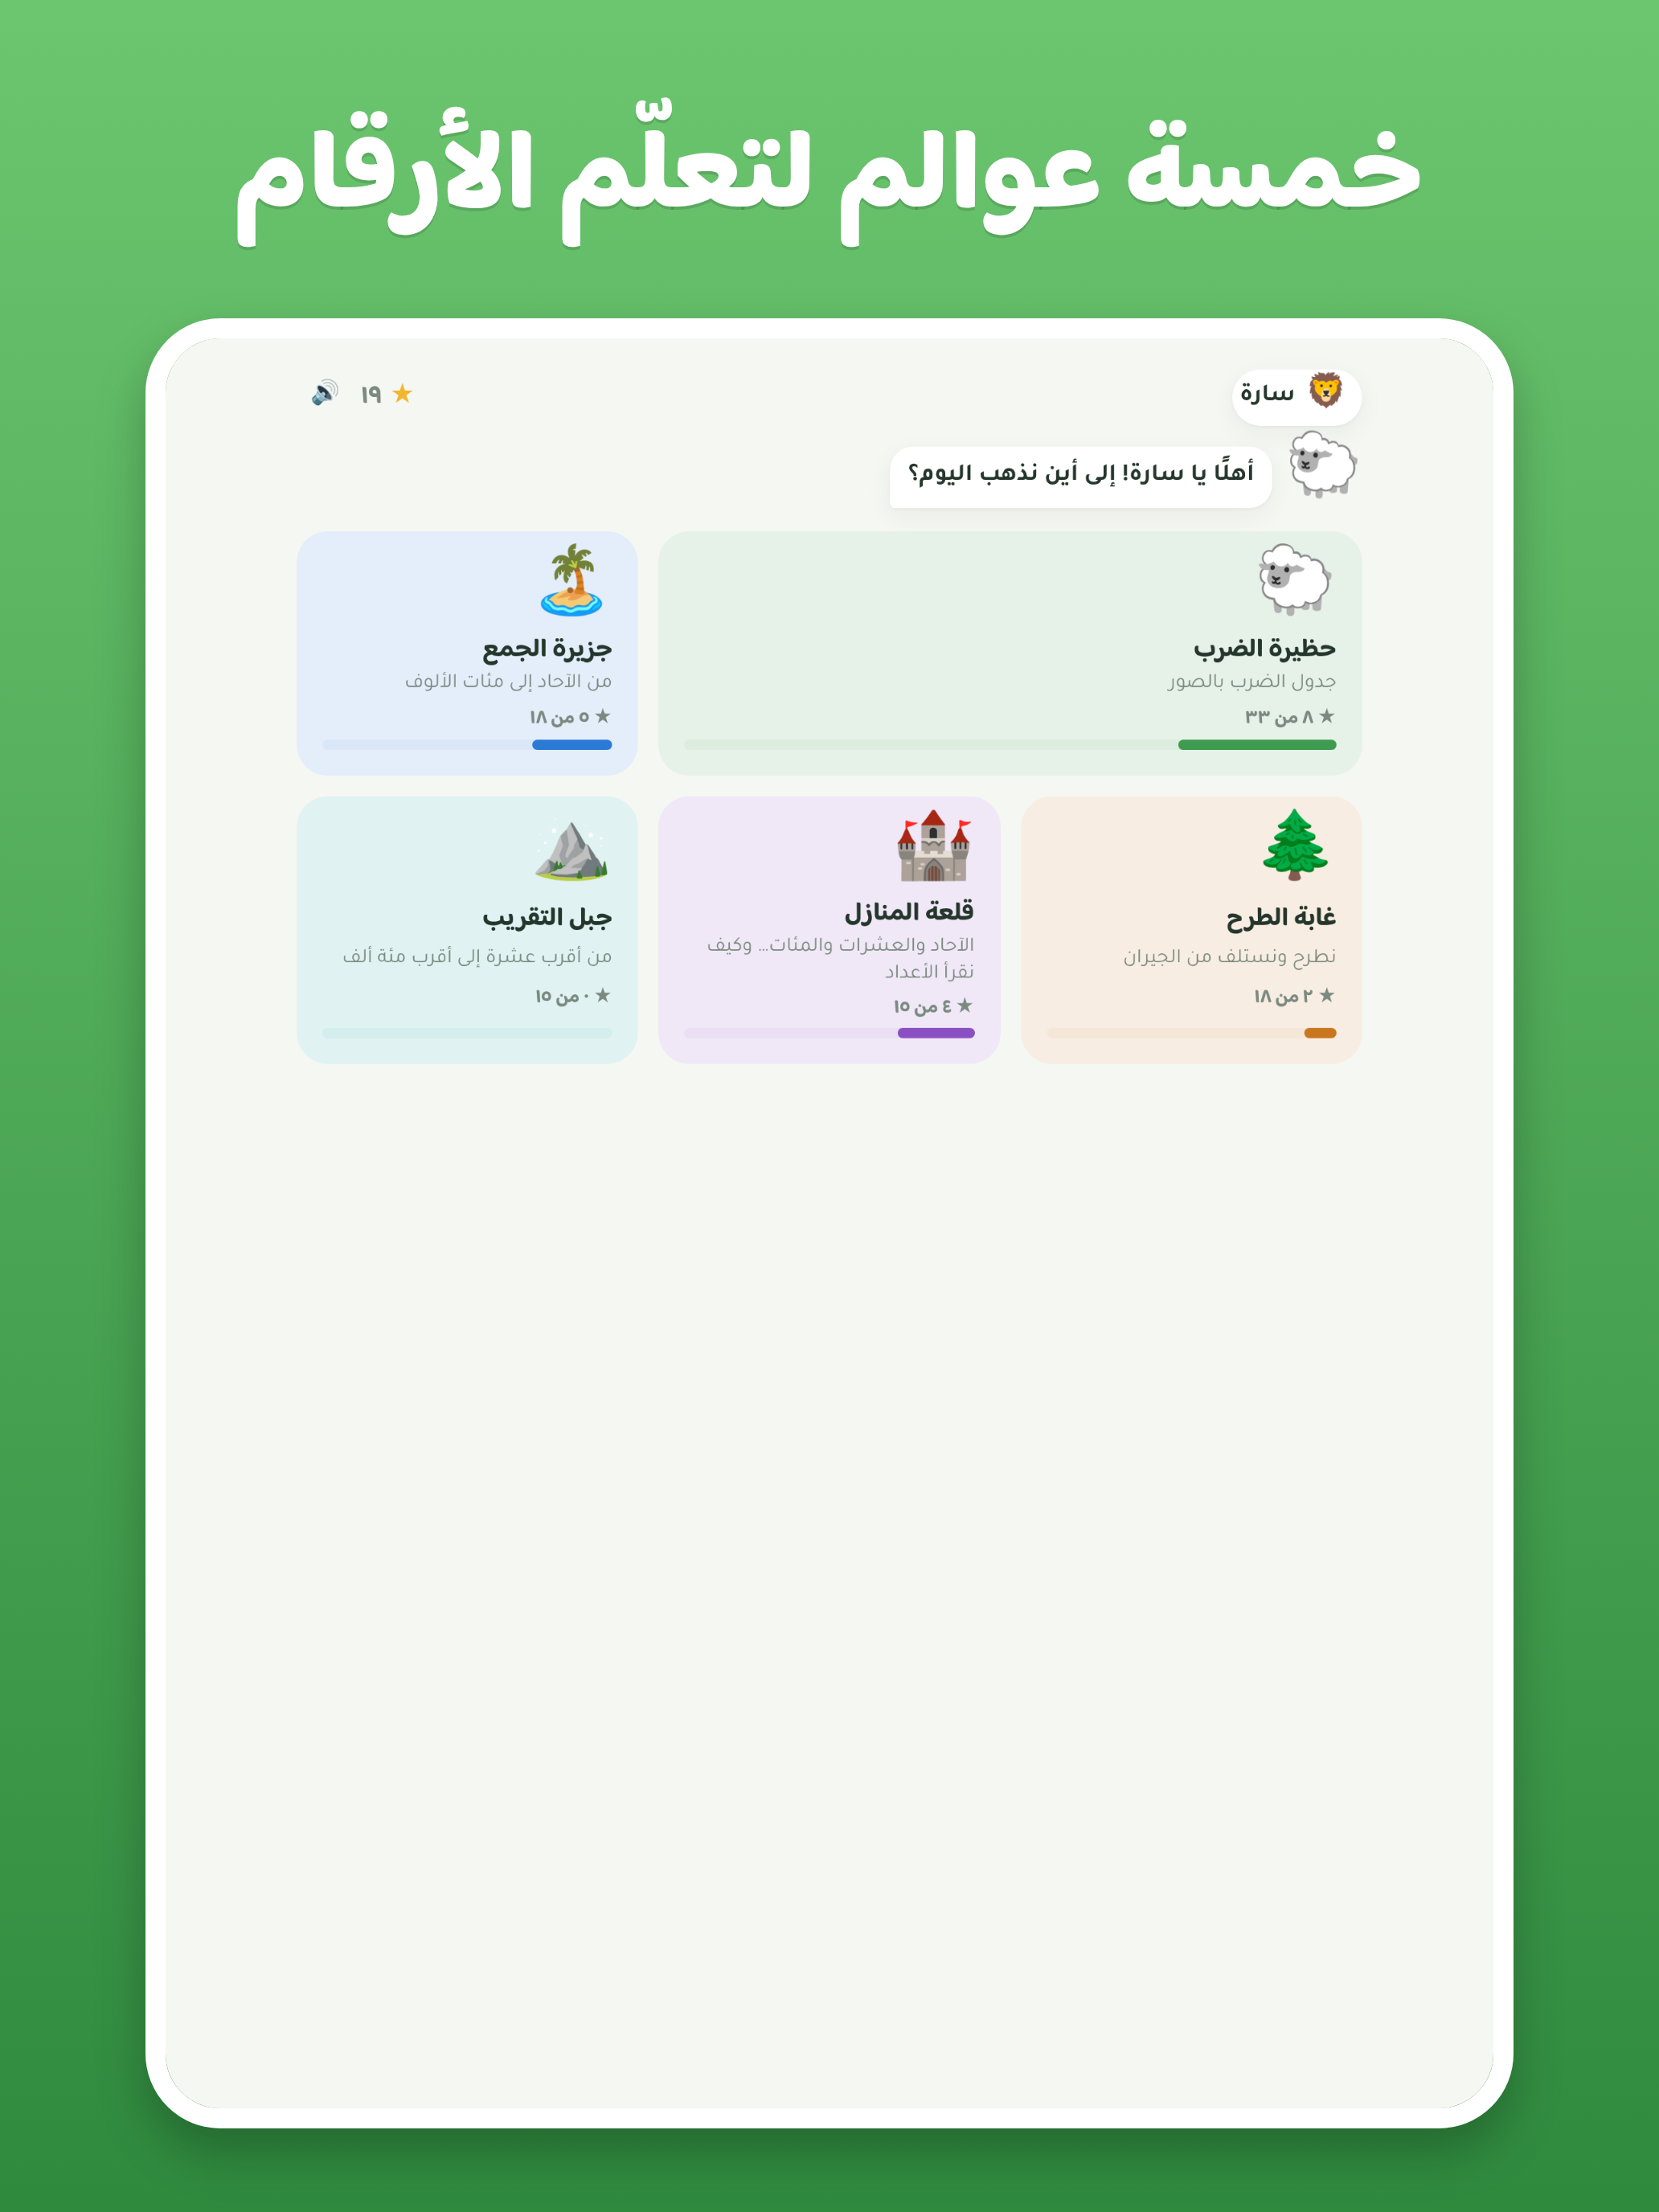 خمسة عوالم لتعلّم الأرقام
سارة
★ ١٩
أهلًا يا سارة! إلى أين نذهب اليوم؟
حظيرة الضرب
جدول الضرب بالصور
★ ٨ من ٣٣
جزيرة الجمع
من الآحاد إلى مئات الألوف
★ ٥ من ١٨
غابة الطرح
نطرح ونستلف من الجيران
★ ٢ من ١٨
قلعة المنازل
الآحاد والعشرات والمئات… وكيف
نقرأ الأعداد
★ ٤ من ١٥
جبل التقريب
من أقرب عشرة إلى أقرب مئة ألف
★ ٠ من ١٥